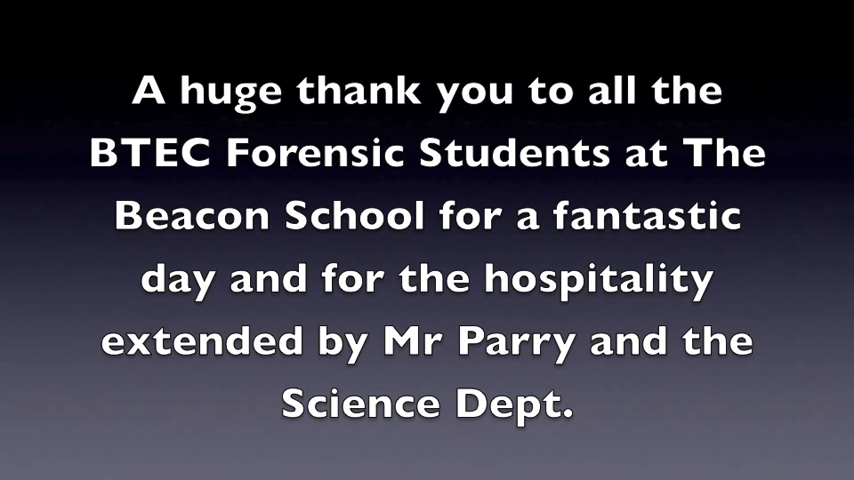 A huge thank you to all the
BTEC Forensic Students at The
Beacon School for a fantastic
day and for the hospitality
extended by Mr Parry and the
Science Dept.